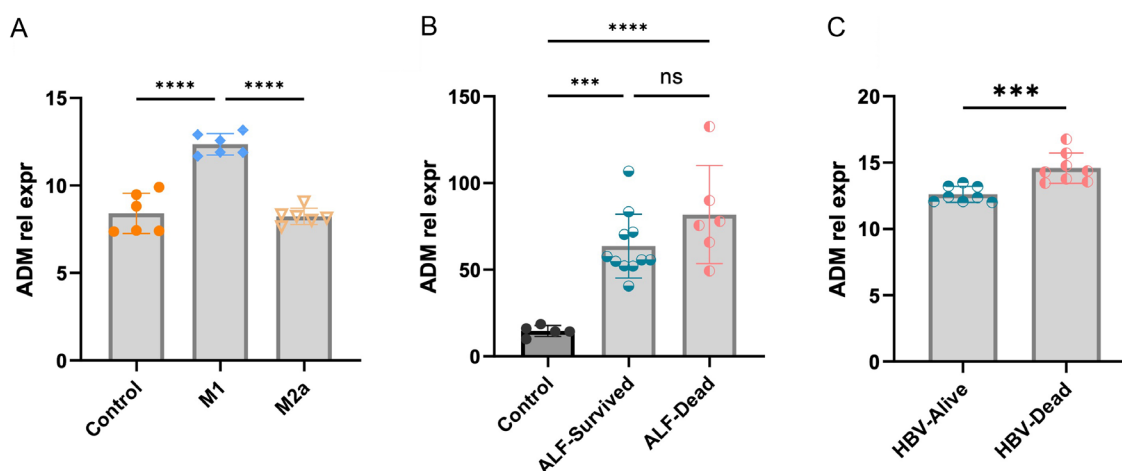 A
ADM rel expr
15
10
5
0
****
****
Control
M1
M2a
B
ADM rel expr
150
100
50
0
****
***
ns
Control
ALF-Survived
ALF-Dead
C
ADM rel expr
20
15
10
5
0
***
HBV-Alive
HBV-Dead